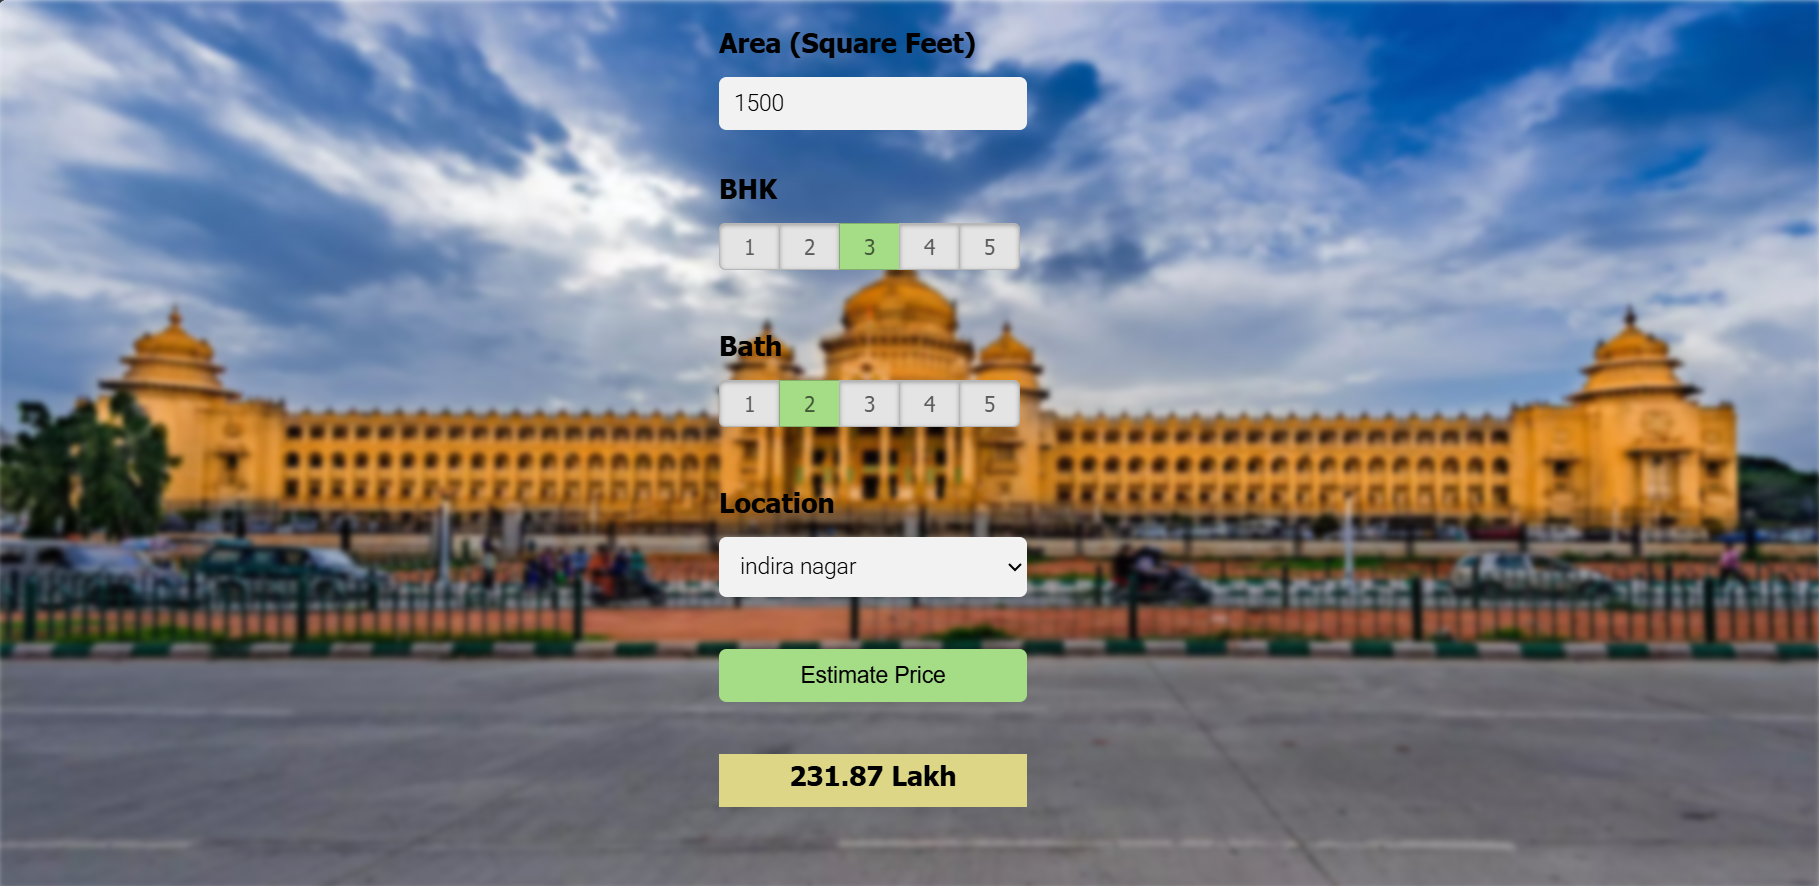 Area (Square Feet)
1500
BHK
1 2 3 4 5
Bath
1 2 3 4 5
Location
indira nagar
Estimate Price
231.87 Lakh